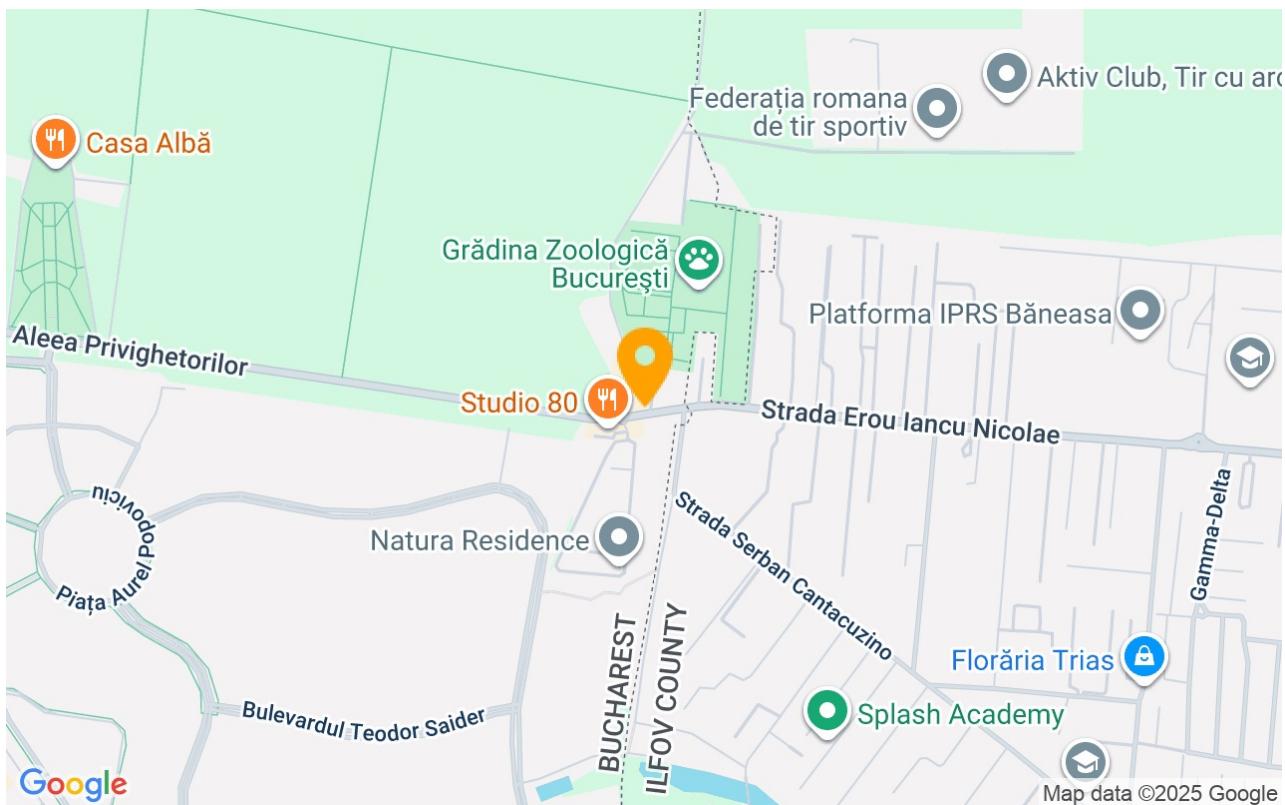 Aktiv Club, Tir cu arc
Federația romana
de tir sportiv
Casa Albă
Grădina Zoologică
București
Platforma IPRS Băneasa
Aleea Privighetorilor
Studio 80
Strada Erou Iancu Nicolae
Piața Aurel Popoviciu
Strada Serban Cantacuzino
Gamma-Delta
Natura Residence
BUCHAREST
ILFOV COUNTY
Florăria Trias
Bulevardul Teodor Saider
Splash Academy
Google
Map data ©2025 Google